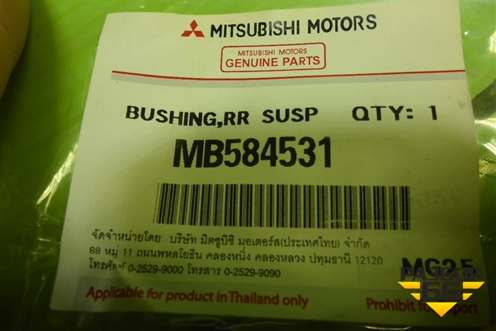 MITSUBISHI MOTORS
MITSUBISHI MOTORS
GENUINE PARTS
BUSHING,RR SUSP QTY: 1
MB584531
จัดจำหน่ายโดย บริษัท มิตซูบิชิ มอเตอร์ส(ประเทศไทย) จำกัด
88 หมู่ 11 ถนนพหลโยธิน คลองหนึ่ง คลองหลวง ปทุมธานี 12120
โทรศัพท์ 0-2529-9000 โทรสาร 0-2529-9090
MG25
Applicable for product in Thailand only Prohibit for